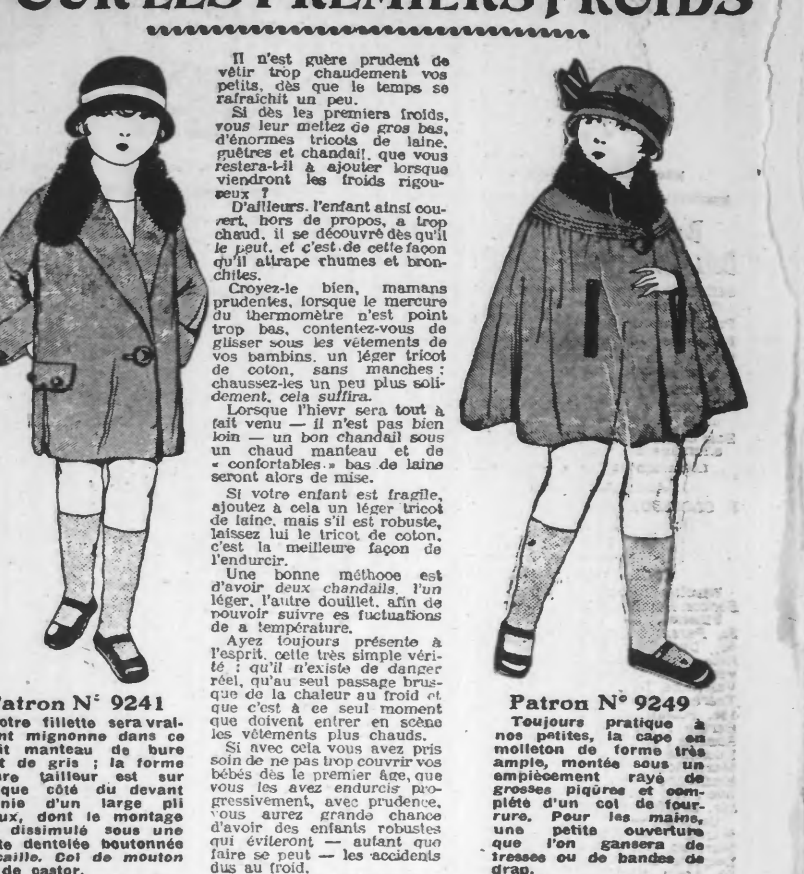 LES PREMIERS FROIDS
Il n'est guère prudent de
vêtir trop chaudement vos
petits, dès que le temps se
rafraîchit un peu.
Si dès les premiers froids,
vous leur mettez de gros bas,
d'énormes tricots de laine,
guêtres et chandail, que vous
restera-t-il à ajouter lorsque
viendront les froids rigou-
reux ?
D'ailleurs, l'enfant ainsi cou-
vert, hors de propos, a trop
chaud, il se découvre dès qu'il
le peut, et c'est de cette façon
qu'il attrape rhumes et bron-
chites.
Croyez-le bien, mamans
prudentes, lorsque le mercure
du thermomètre n'est point
trop bas, contentez-vous de
glisser sous les vêtements de
vos bambins, un léger tricot
de coton, sans manches ;
chaussez-les un peu plus soli-
dement, cela suffira.
Lorsque l'hievr sera tout à
fait venu — il n'est pas bien
loin — un bon chandail sous
un chaud manteau et de
« confortables » bas de laine
seront alors de mise.
Si votre enfant est fragile,
ajoutez à cela un léger tricot
de laine, mais s'il est robuste,
laissez lui le tricot de coton,
c'est la meilleure façon de
l'endurcir.
Une bonne méthode est
d'avoir deux chandails, l'un
léger, l'autre douillet, afin de
pouvoir suivre es fuctuations
de a température.
Ayez toujours présente à
l'esprit, cette très simple véri-
té : qu'il n'existe de danger
réel, qu'au seul passage brus-
que de la chaleur au froid et
que c'est à ce seul moment
que doivent entrer en scène
les vêtements plus chauds.
Si avec cela vous avez pris
soin de ne pas trop couvrir vos
bébés dès le premier âge, que
vous les avez endurcis pro-
gressivement, avec prudence,
vous aurez grande chance
d'avoir des enfants robustes
qui éviteront — autant que
faire se peut — les accidents
dus au froid.
atron N° 9241
otre fillette sera vrai-
nt mignonne dans ce
it manteau de bure
t de gris ; la forme
re tailleur est sur
que côté du devant
nie d'un large pli
ux, dont le montage
dissimulé sous une
te dentelée boutonnée
caille. Col de mouton
de castor.
Patron N° 9249
Toujours pratique à
nos petites, la cape en
molleton de forme très
ample, montée sous un
empiècement rayé de
grosses piqûres et com-
plété d'un col de four-
rure. Pour les mains,
une petite ouverture
que l'on gansera de
tresses ou de bandes de
drap.